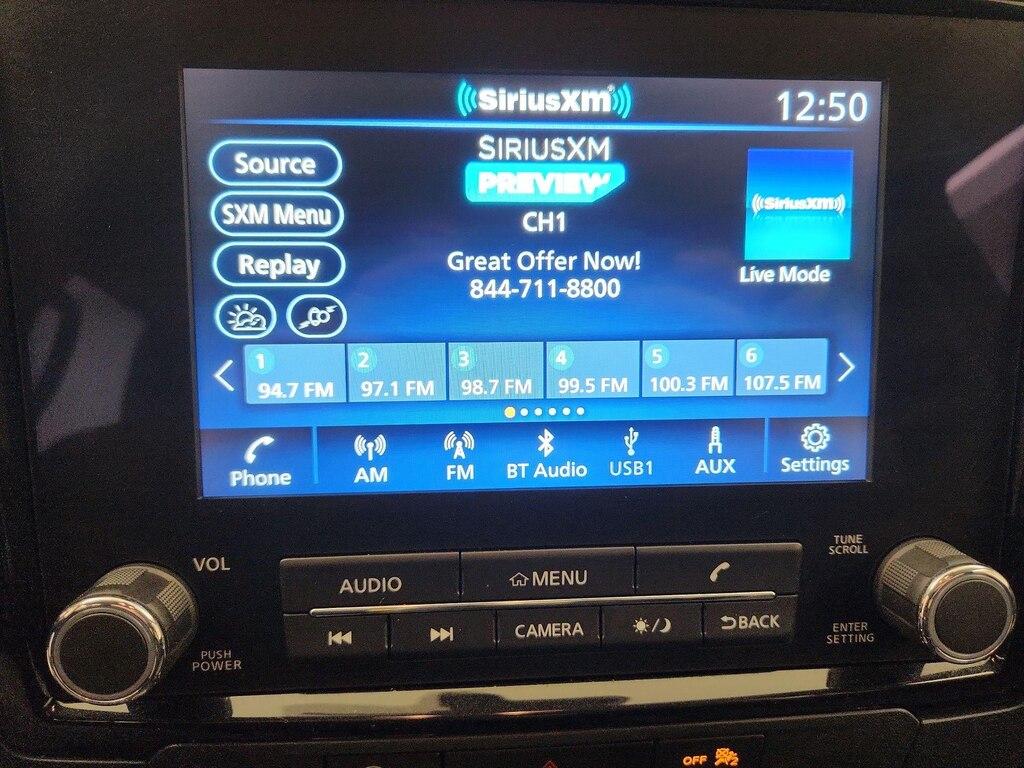 SiriusXM
12:50
Source
SXM Menu
Replay
SIRIUSXM
PREVIEW
CH1
Great Offer Now!
844-711-8800
SiriusXM
Live Mode
1
94.7 FM
2
97.1 FM
3
98.7 FM
4
99.5 FM
5
100.3 FM
6
107.5 FM
Phone
AM
FM
BT Audio
USB1
AUX
Settings
VOL
PUSH
POWER
AUDIO
MENU
CAMERA
BACK
TUNE
SCROLL
ENTER
SETTING
OFF